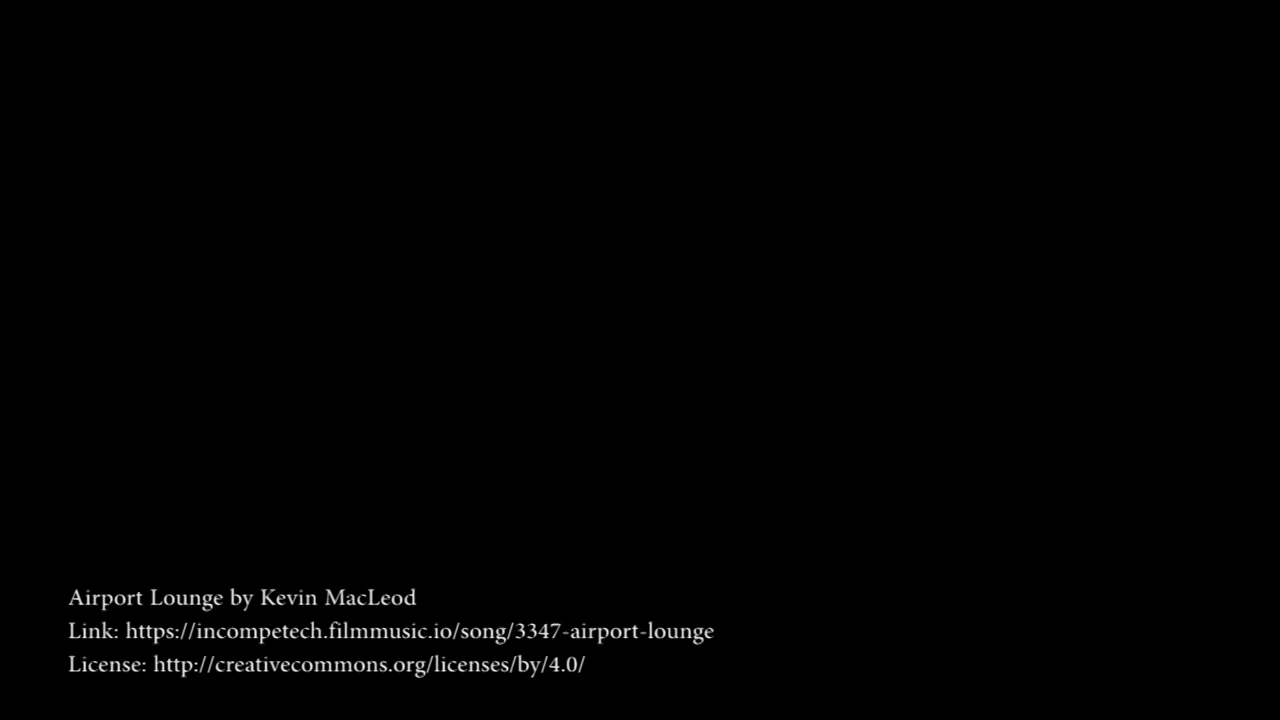 Airport Lounge by Kevin MacLeod
Link: https://incompetech.filmmusic.io/song/3347-airport-lounge
License: http://creativecommons.org/licenses/by/4.0/